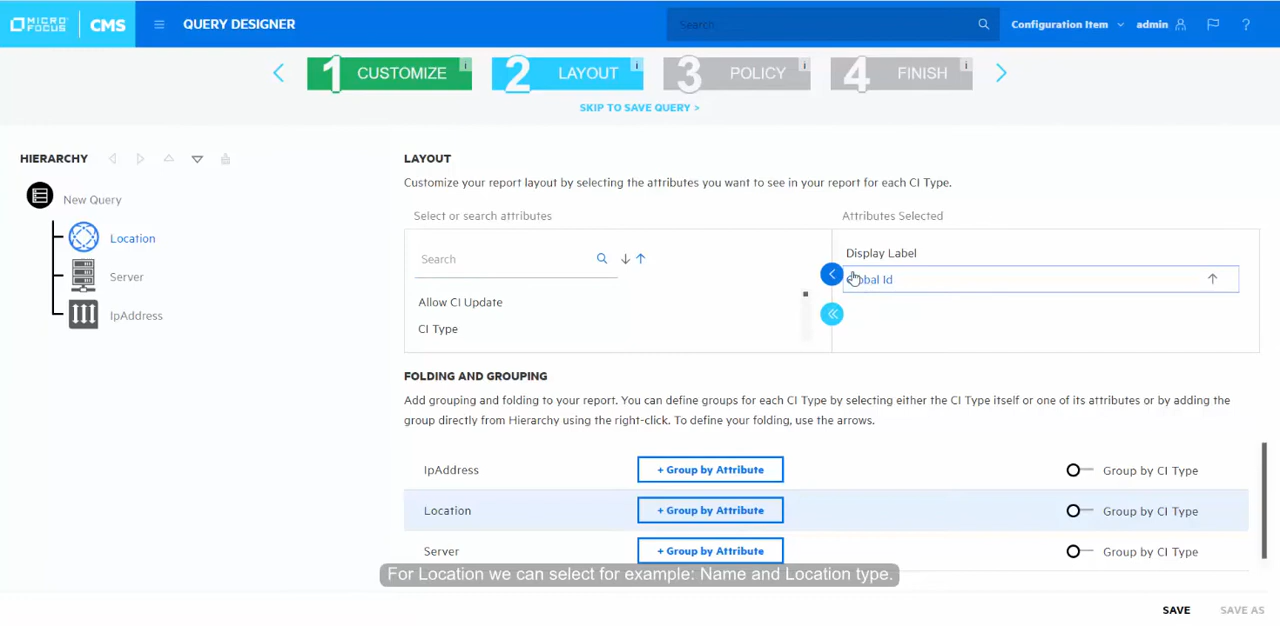 MICRO FOCUS
CMS
QUERY DESIGNER
Search...
Configuration Item
admin
?
1 CUSTOMIZE i
2 LAYOUT i
3 POLICY i
4 FINISH i
SKIP TO SAVE QUERY >
HIERARCHY
New Query
Location
Server
IpAddress
LAYOUT
Customize your report layout by selecting the attributes you want to see in your report for each CI Type.
Select or search attributes
Attributes Selected
Search
Allow CI Update
CI Type
Display Label
Global Id
FOLDING AND GROUPING
Add grouping and folding to your report. You can define groups for each CI Type by selecting either the CI Type itself or one of its attributes or by adding the
group directly from Hierarchy using the right-click. To define your folding, use the arrows.
IpAddress + Group by Attribute Group by CI Type
Location + Group by Attribute Group by CI Type
Server + Group by Attribute Group by CI Type
For Location we can select for example: Name and Location type.
SAVE SAVE AS